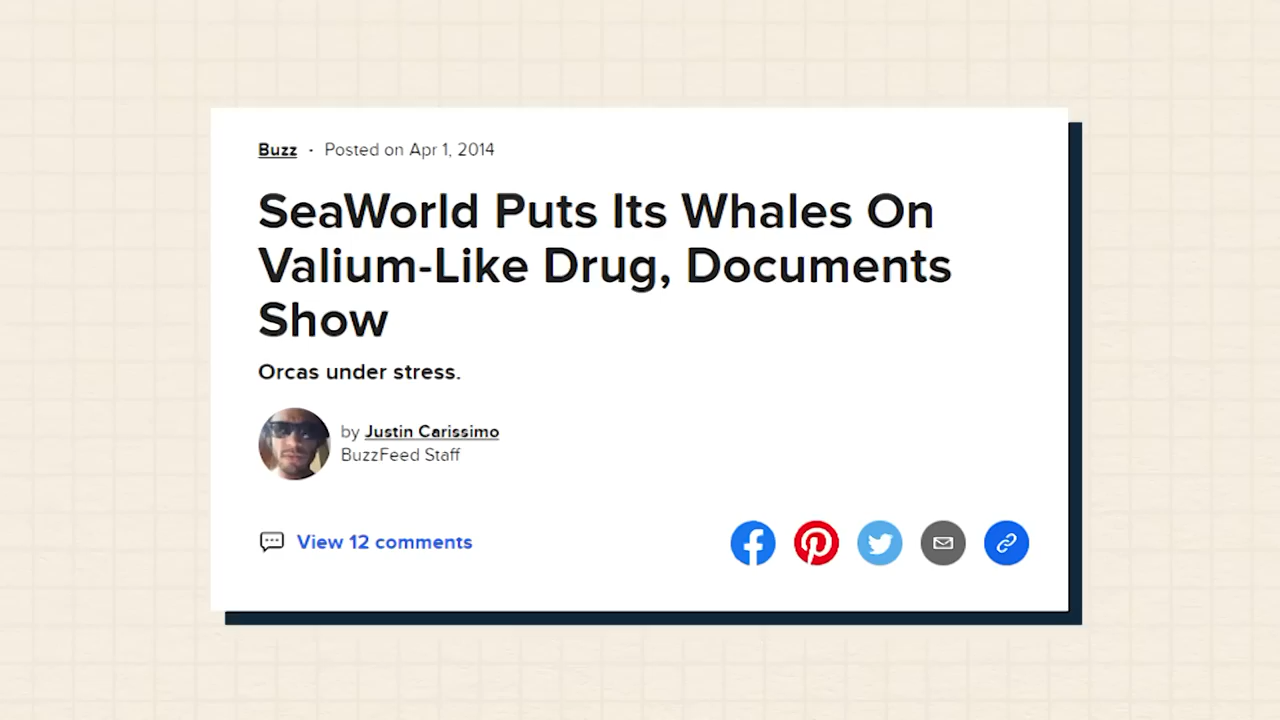 Buzz · Posted on Apr 1, 2014
SeaWorld Puts Its Whales On
Valium-Like Drug, Documents
Show
Orcas under stress.
by Justin Carissimo
BuzzFeed Staff
View 12 comments